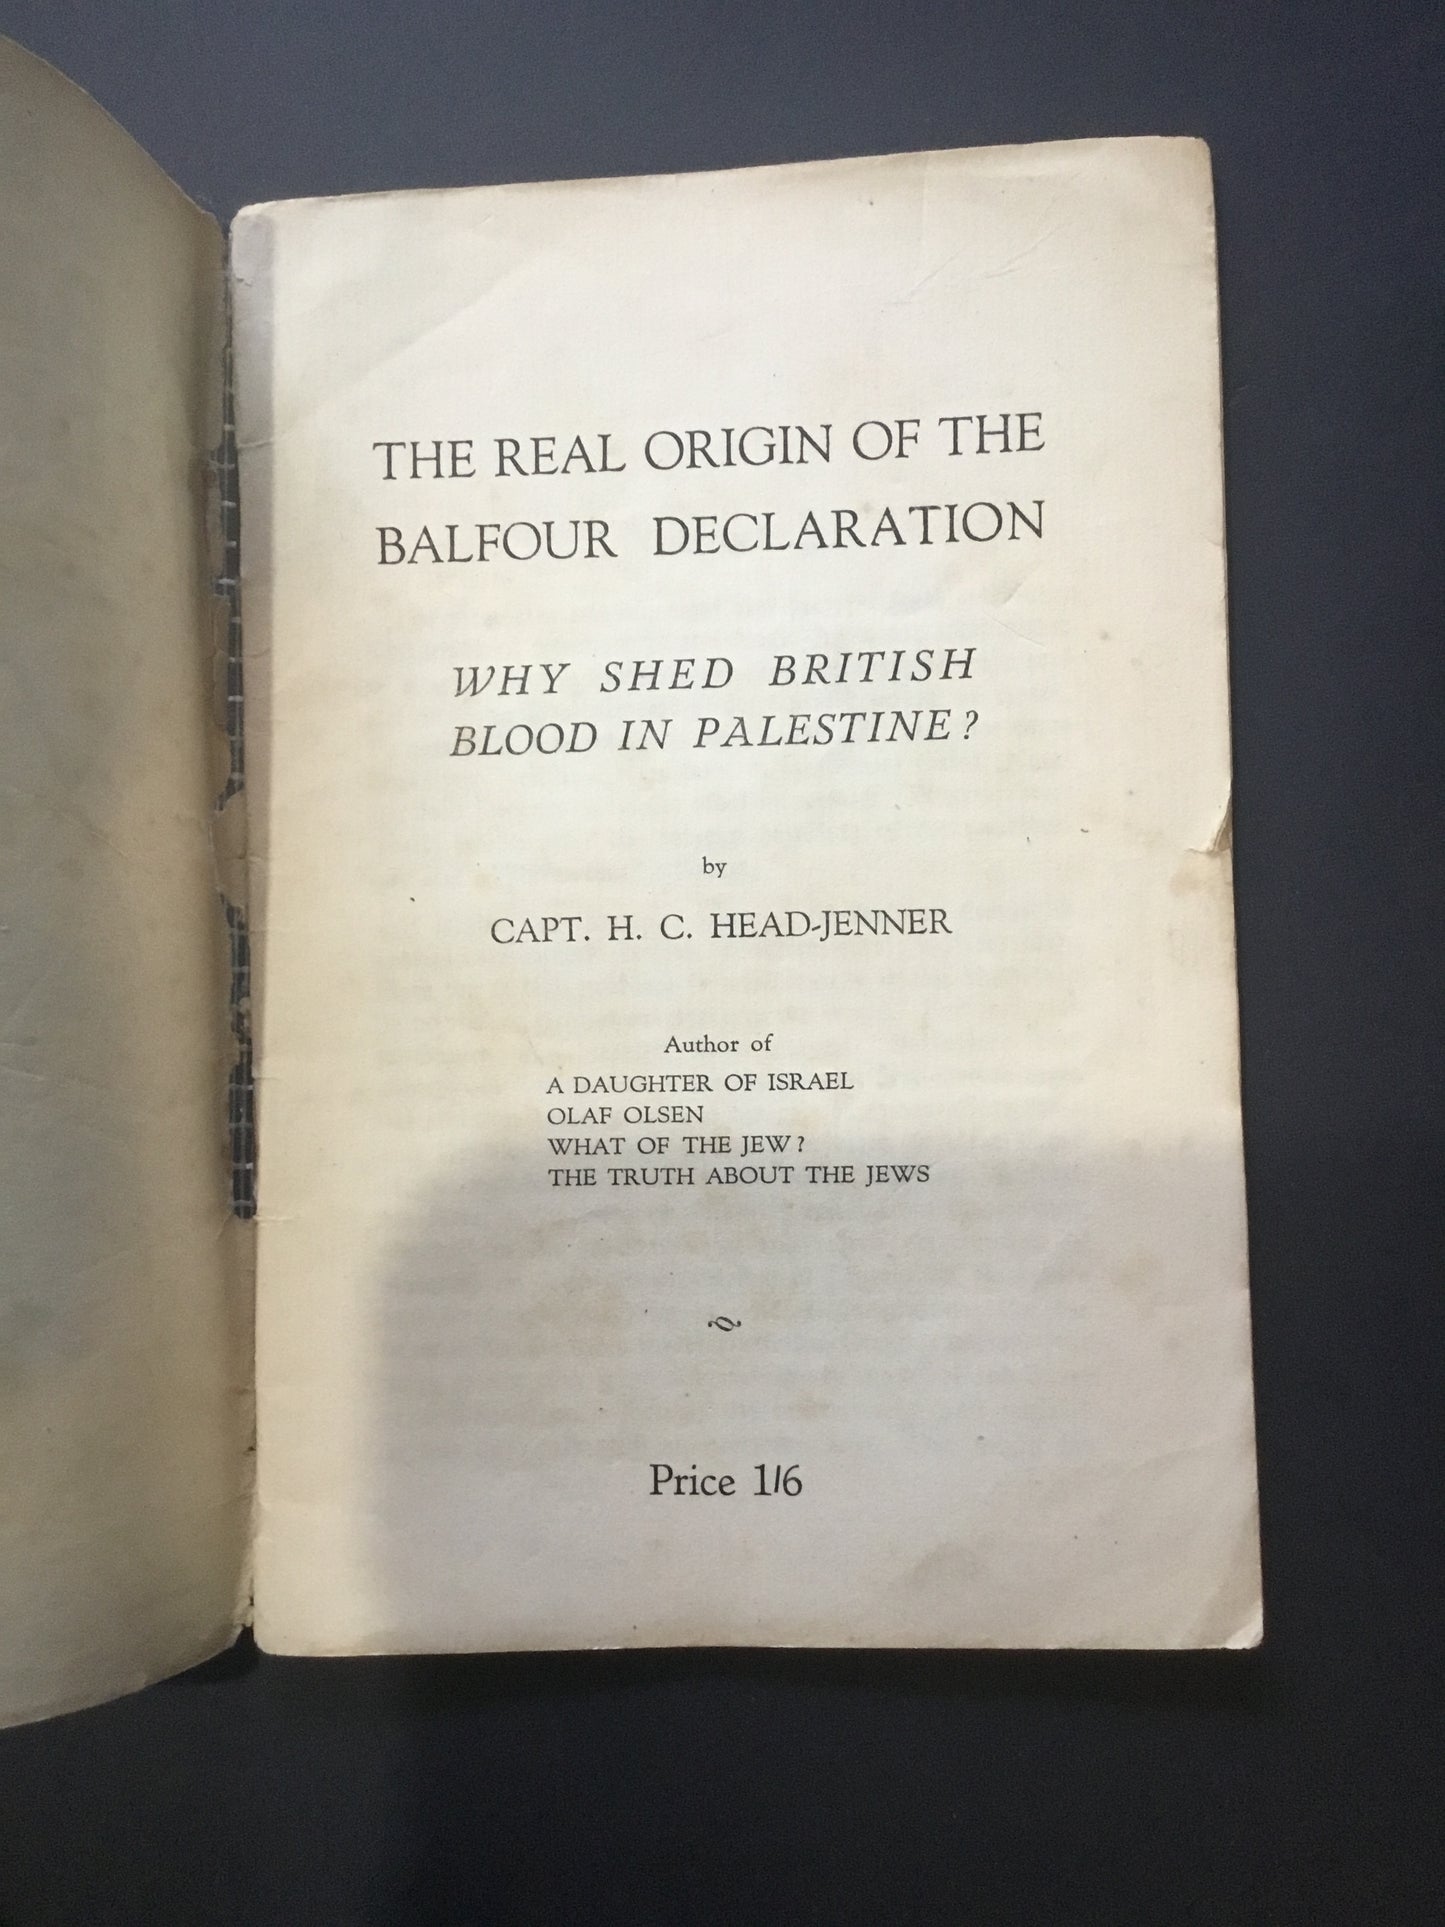 THE REAL ORIGIN OF THE
BALFOUR DECLARATION
WHY SHED BRITISH
BLOOD IN PALESTINE?
by
CAPT. H. C. HEAD-JENNER
Author of
A DAUGHTER OF ISRAEL
OLAF OLSEN
WHAT OF THE JEW?
THE TRUTH ABOUT THE JEWS
Price 1/6